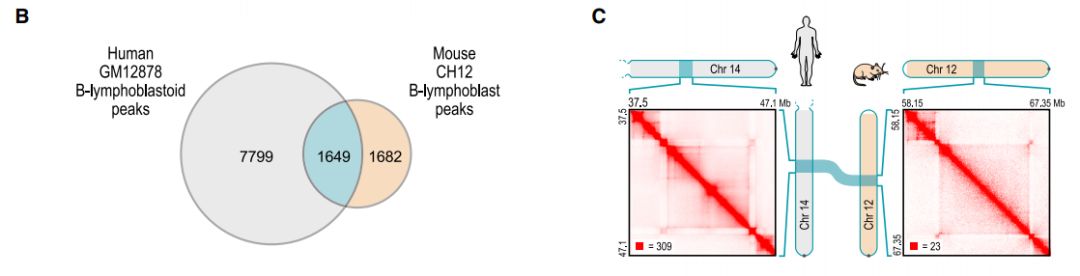 B
Human
GM12878
B-lymphoblastoid
peaks
Mouse
CH12
B-lymphoblast
peaks
7799
1649
1682
C
Chr 14
Chr 12
37.5
47.1 Mb
58.15
67.35 Mb
37.5
47.1
= 309
Chr 14
Chr 12
58.15
67.35
= 23